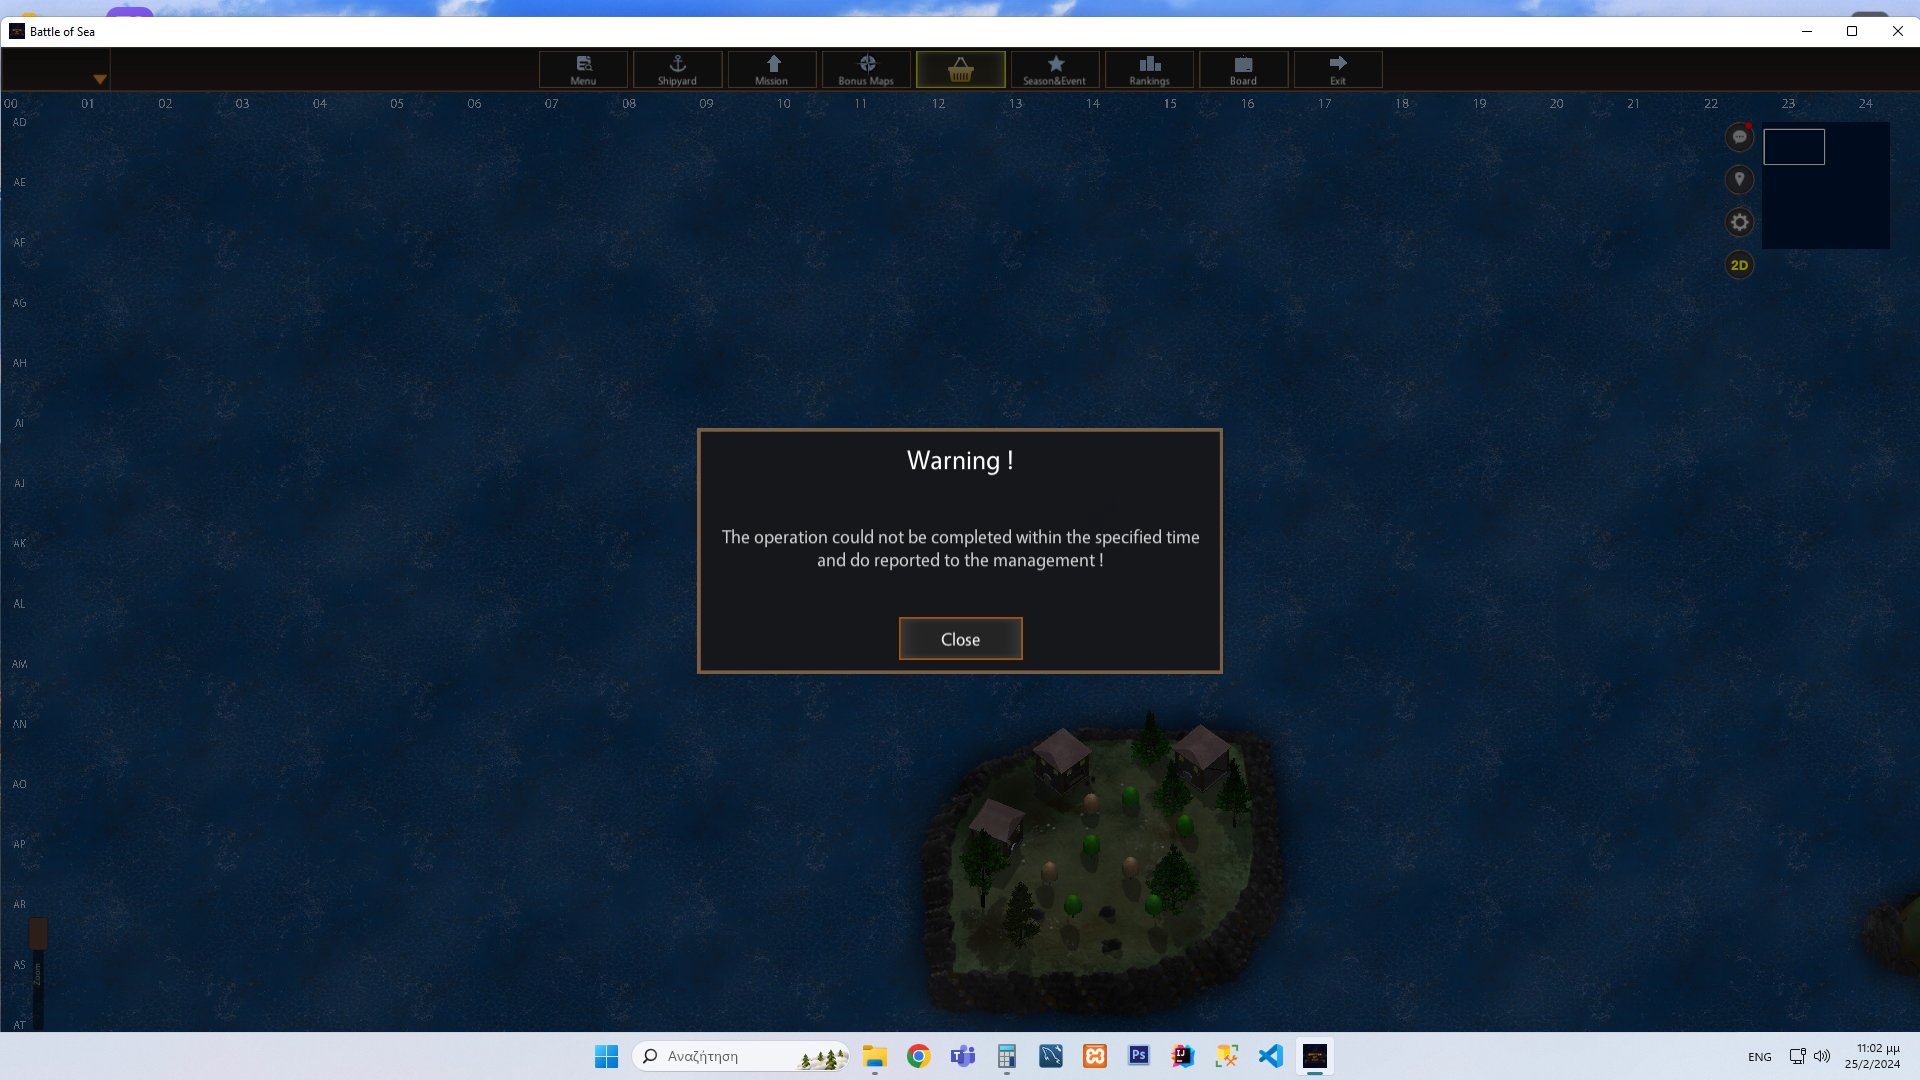 Battle of Sea
Menu
Shipyard
Mission
Bonus Maps
Season&Event
Rankings
Board
Exit
00 01 02 03 04 05 06 07 08 09 10 11 12 13 14 15 16 17 18 19 20 21 22 23 24
AD
AE
AF
AG
AH
AI
AJ
AK
AL
AM
AN
AO
AP
AR
AS
AT
2D
Warning !
The operation could not be completed within the specified time
and do reported to the management !
Close
Zoom
Αναζήτηση
Ps
IJ
ENG
11:02 μμ
25/2/2024